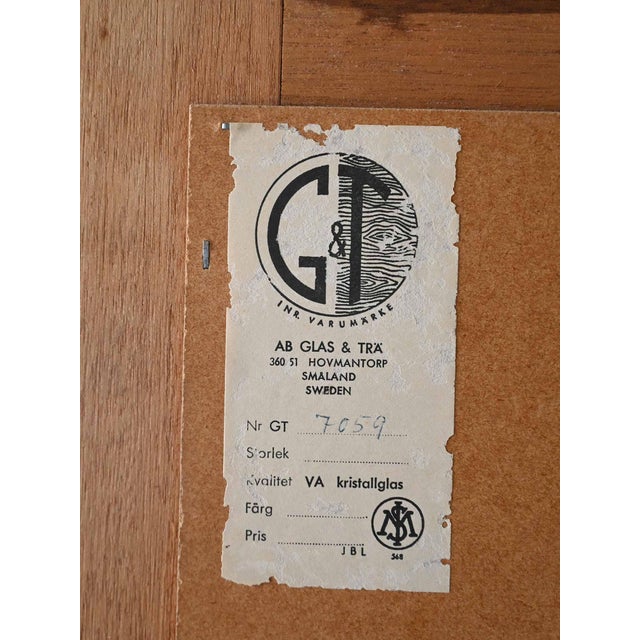 G&T
INR. VARUMÄRKE
AB GLAS & TRÄ
360 51 HOVMANTORP
SMÅLAND
SWEDEN
Nr GT 7059
Storlek
Kvalitet VA kristallglas
Färg
Pris
JBL
568